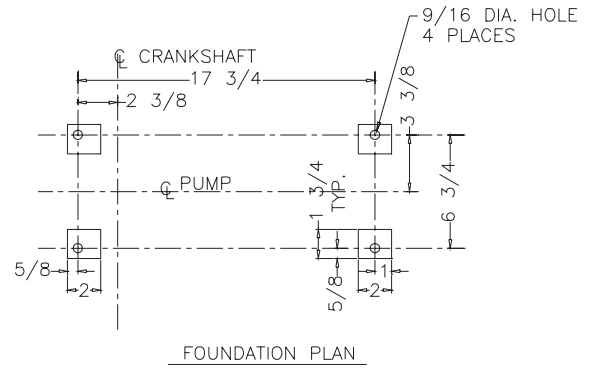 9/16 DIA. HOLE
4 PLACES
℄ CRANKSHAFT
17 3/4
2 3/8
3 3/8
℄ PUMP
1 3/4
TYP.
6 3/4
5/8
2
5/8
1
2
FOUNDATION PLAN